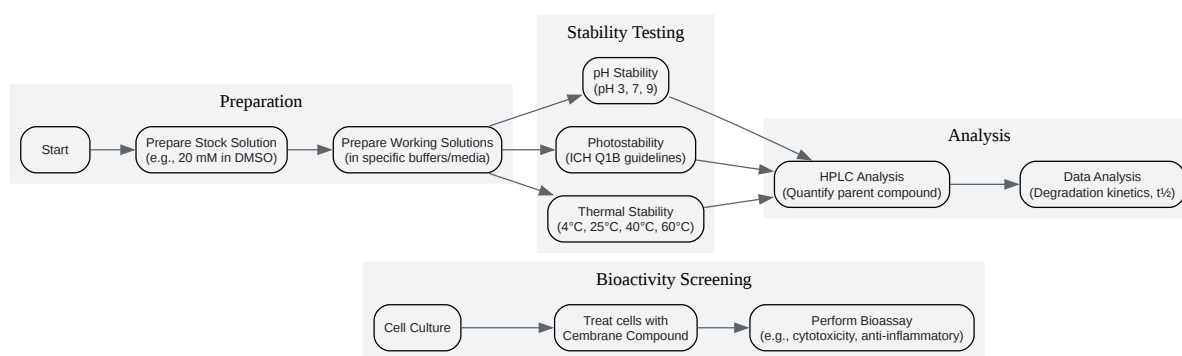 Stability Testing
pH Stability
(pH 3, 7, 9)
Preparation
Analysis
Start
Prepare Stock Solution
(e.g., 20 mM in DMSO)
Prepare Working Solutions
(in specific buffers/media)
Photostability
(ICH Q1B guidelines)
HPLC Analysis
(Quantify parent compound)
Data Analysis
(Degradation kinetics, t½)
Thermal Stability
(4°C, 25°C, 40°C, 60°C)
Bioactivity Screening
Cell Culture
Treat cells with
Cembrane Compound
Perform Bioassay
(e.g., cytotoxicity, anti-inflammatory)